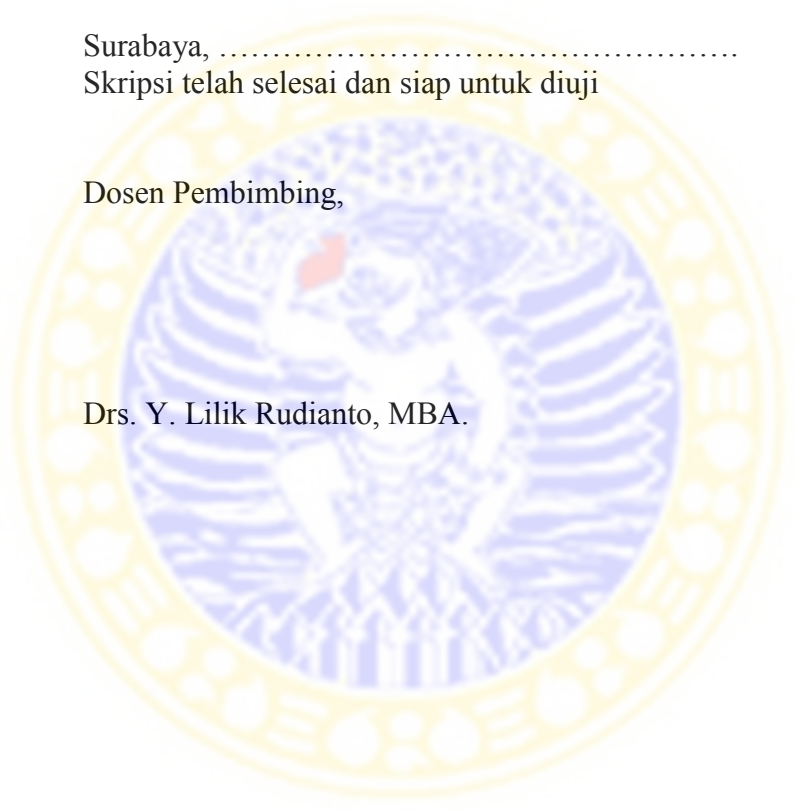 Surabaya, ……………………………………………
Skripsi telah selesai dan siap untuk diuji
Dosen Pembimbing,
Drs. Y. Lilik Rudianto, MBA.